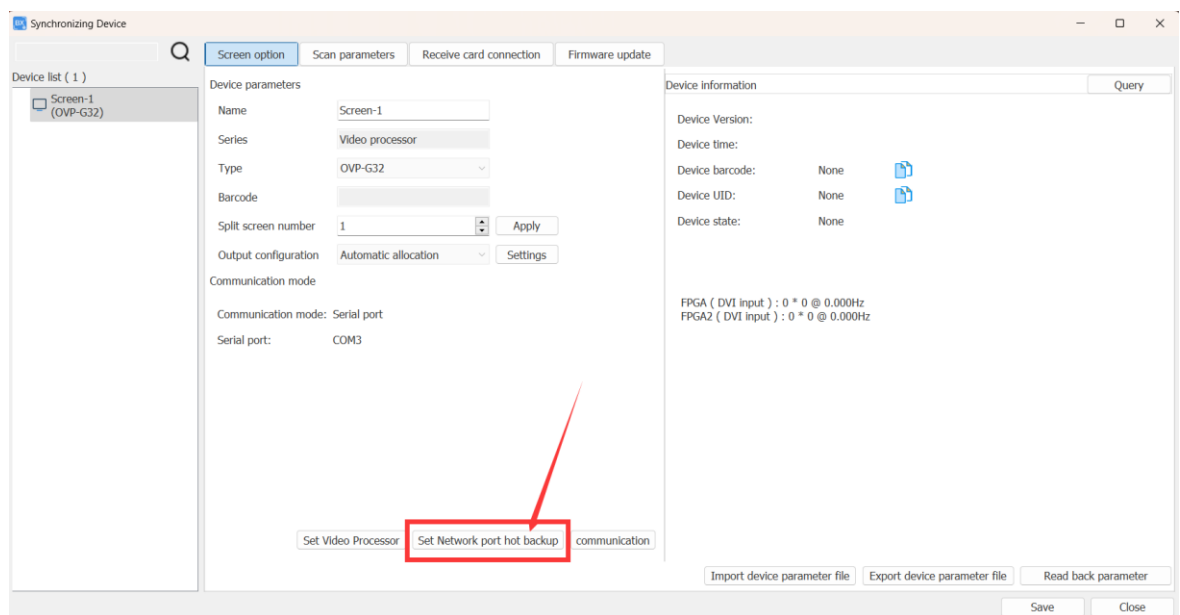 Synchronizing Device
Screen option
Scan parameters
Receive card connection
Firmware update
Device list ( 1 )
Screen-1
(OVP-G32)
Device parameters
Name
Screen-1
Series
Video processor
Type
OVP-G32
Barcode
Split screen number
1
Apply
Output configuration
Automatic allocation
Settings
Communication mode
Communication mode: Serial port
Serial port:
COM3
Set Video Processor
Set Network port hot backup
communication
Device information
Query
Device Version:
Device time:
Device barcode:
None
Device UID:
None
Device state:
None
FPGA ( DVI input ) : 0 * 0 @ 0.000Hz
FPGA2 ( DVI input ) : 0 * 0 @ 0.000Hz
Import device parameter file
Export device parameter file
Read back parameter
Save
Close